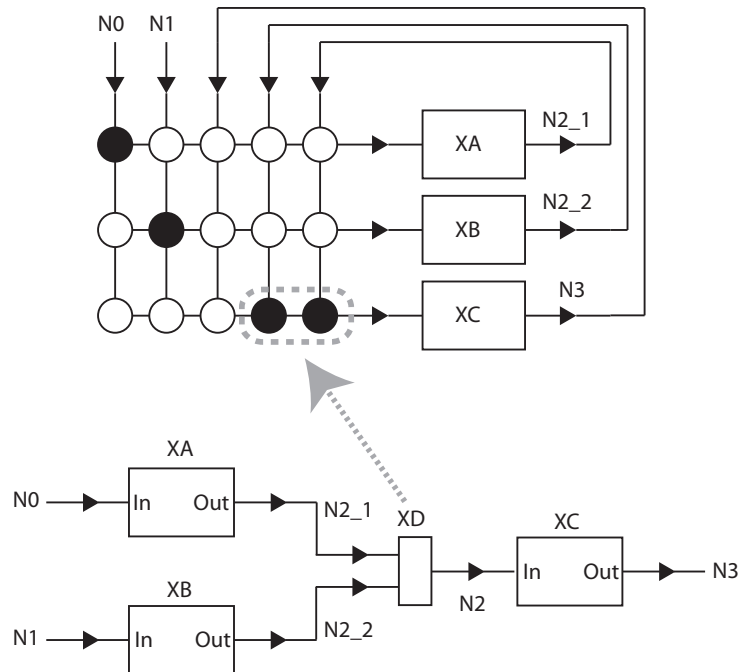 N0 N1
XA
N2_1
XB
N2_2
XC
N3
XA
N0
In Out
N2_1
XD
XC
In Out
N3
N2
XB
N1
In Out
N2_2